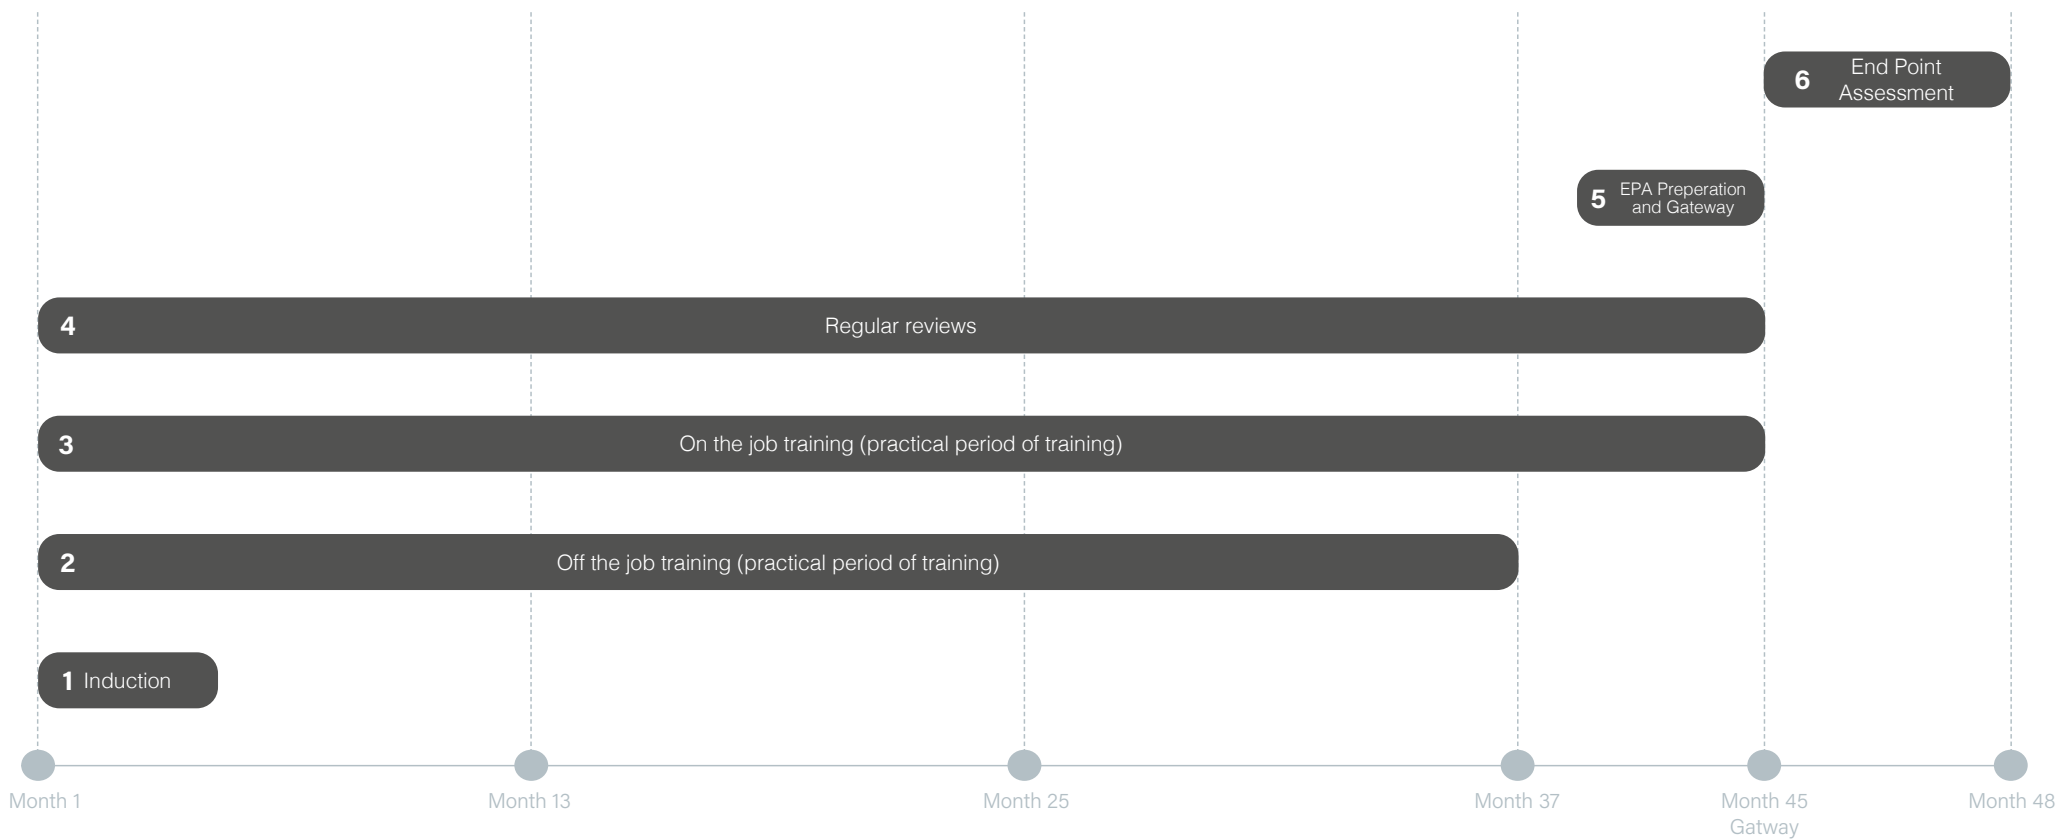 6 End Point
Assessment
5 EPA Preperation
and Gateway
4 Regular reviews
3 On the job training (practical period of training)
2 Off the job training (practical period of training)
1 Induction
Month 1 Month 13 Month 25 Month 37 Month 45 Month 48
Gatway